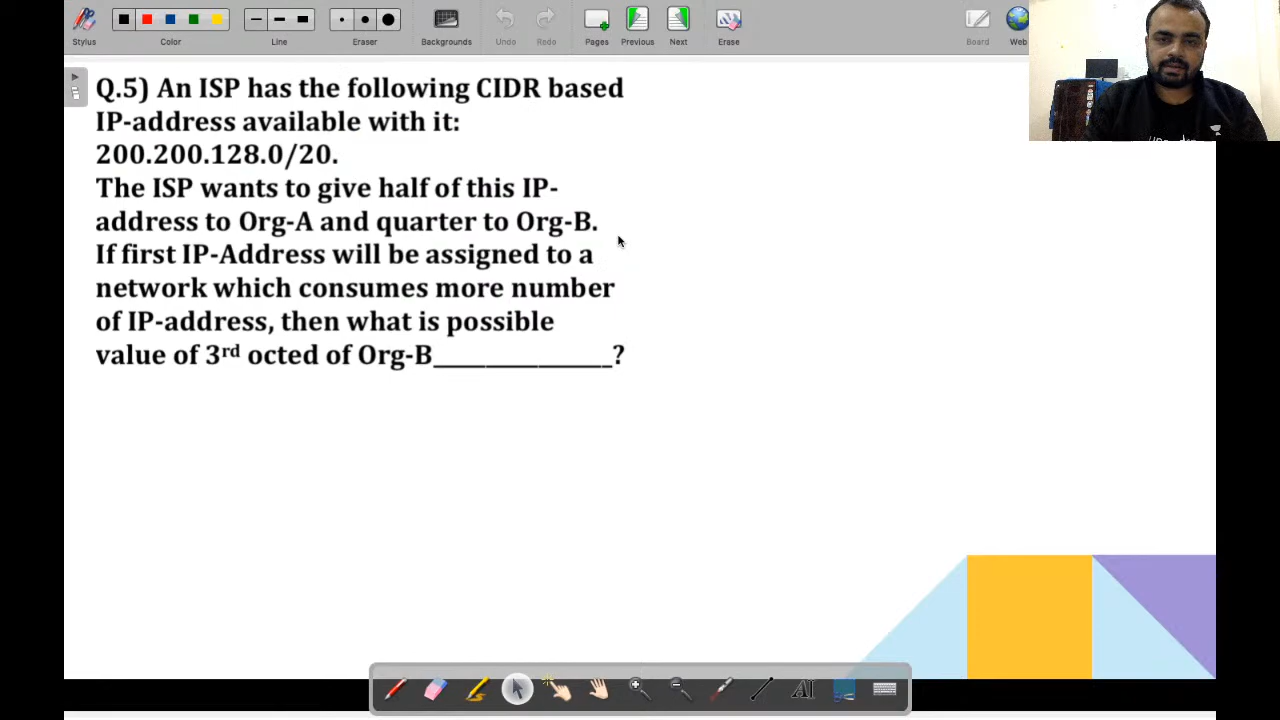 Stylus
Color
Line
Eraser
Backgrounds
Undo
Redo
Pages
Previous
Next
Erase
Board
Web
Q.5) An ISP has the following CIDR based
IP-address available with it:
200.200.128.0/20.
The ISP wants to give half of this IP-
address to Org-A and quarter to Org-B.
If first IP-Address will be assigned to a
network which consumes more number
of IP-address, then what is possible
value of 3rd octed of Org-B______________?